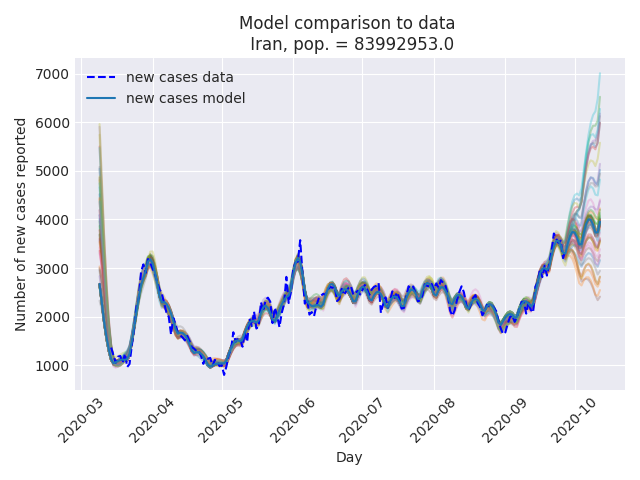 Model comparison to data
Iran, pop. = 83992953.0
new cases data
new cases model
Number of new cases reported
7000
6000
5000
4000
3000
2000
1000
2020-03
2020-04
2020-05
2020-06
2020-07
2020-08
2020-09
2020-10
Day